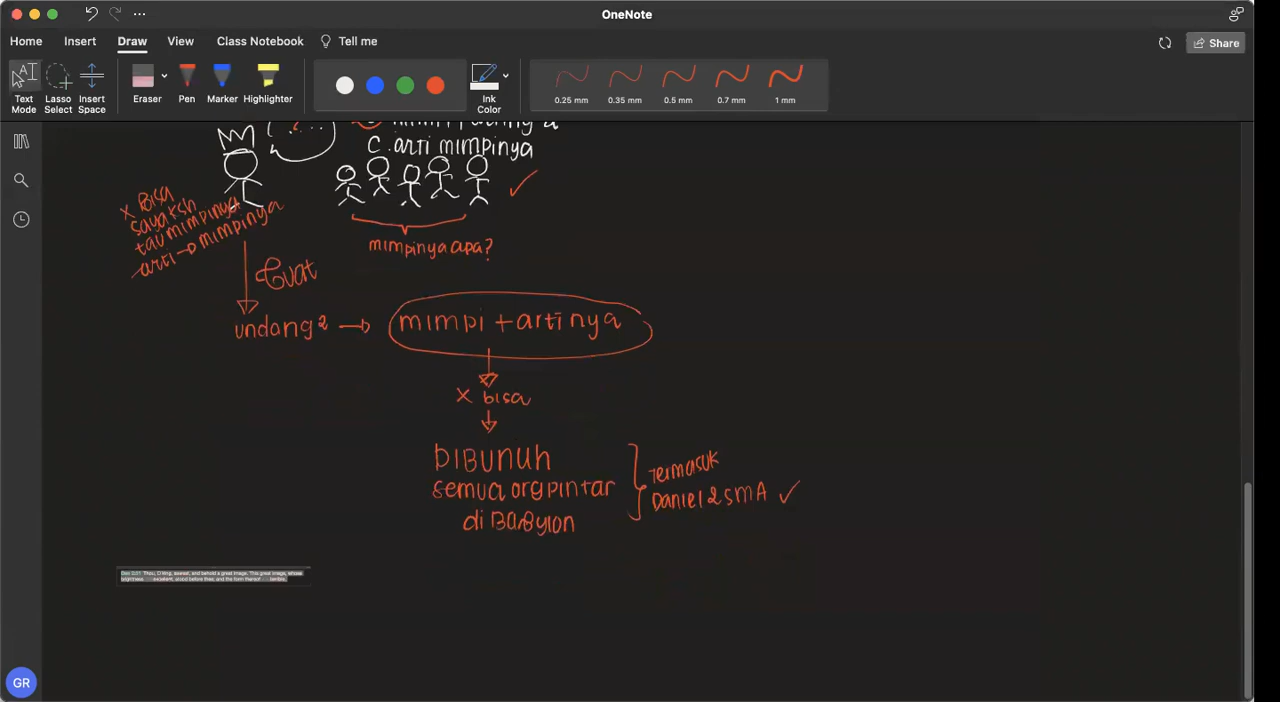 OneNote
Home Insert Draw View Class Notebook Tell me
Share
Text Mode
Lasso Select
Insert Space
Eraser
Pen
Marker
Highlighter
Ink Color
0.25 mm
0.35 mm
0.5 mm
0.7 mm
1 mm
C. arti mimpinya
x Bisa
tau mimpinya
arti → mimpinya
mimpinya apa?
undang² → mimpi + artinya
x bisa
DIBUNUH
semua org pintar
di Babylon
Termasuk
Daniel 2 SMA ✓
GR